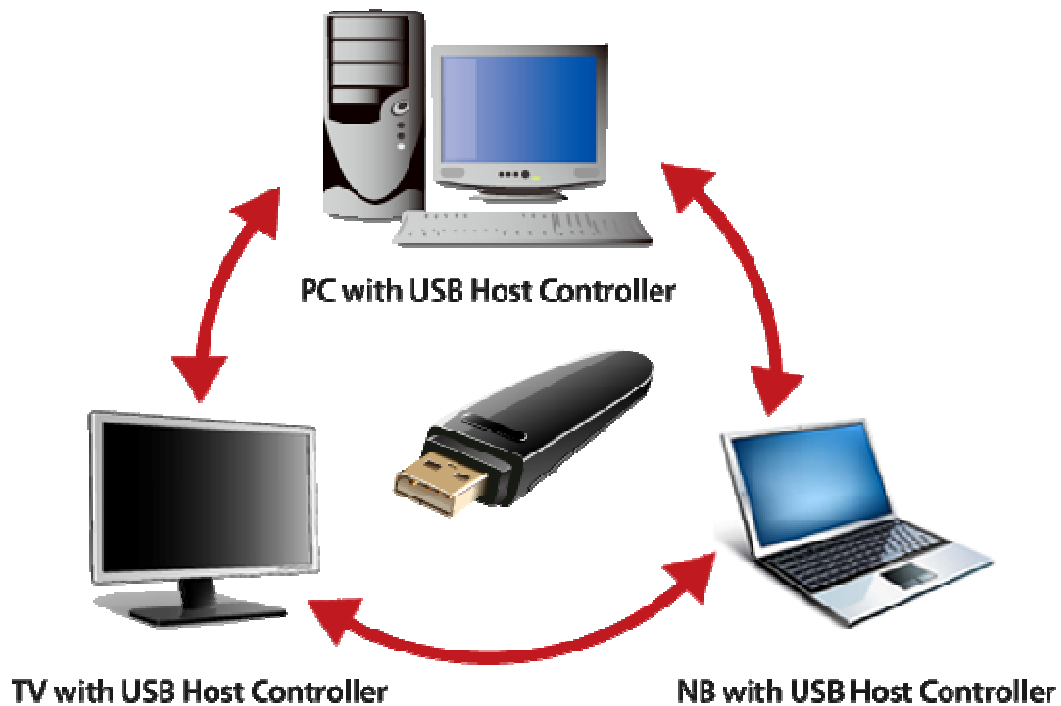 PC with USB Host Controller
TV with USB Host Controller
NB with USB Host Controller